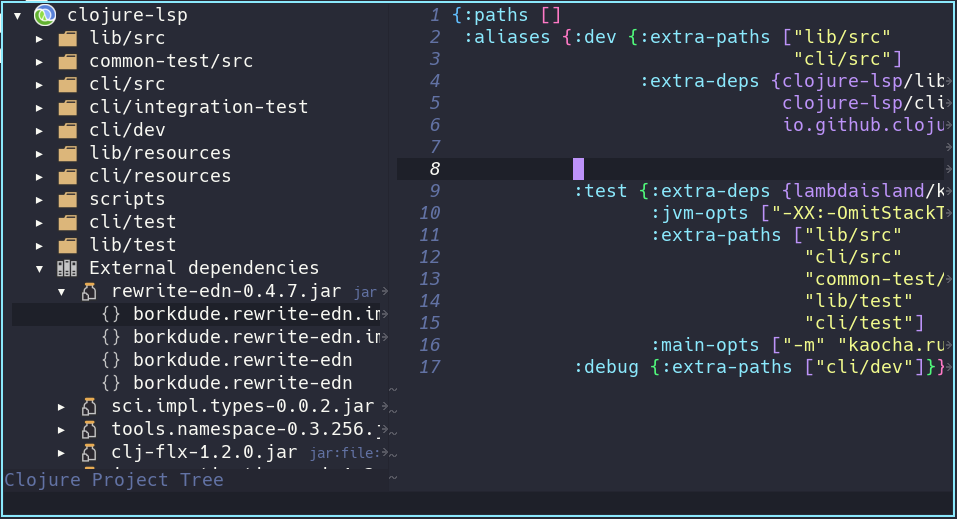 clojure-lsp
lib/src
common-test/src
cli/src
cli/integration-test
cli/dev
lib/resources
cli/resources
scripts
cli/test
lib/test
External dependencies
rewrite-edn-0.4.7.jar jar
{} borkdude.rewrite-edn.im
{} borkdude.rewrite-edn.im
{} borkdude.rewrite-edn
{} borkdude.rewrite-edn
sci.impl.types-0.0.2.jar
tools.namespace-0.3.256.j
clj-flx-1.2.0.jar jar:file:
Clojure Project Tree
1 {:paths []
2 :aliases {:dev {:extra-paths ["lib/src"
3 "cli/src"]
4 :extra-deps {clojure-lsp/lib
5 clojure-lsp/cli
6 io.github.cloju
7
8
9 :test {:extra-deps {lambdaisland/k
10 :jvm-opts ["-XX:-OmitStackT
11 :extra-paths ["lib/src"
12 "cli/src"
13 "common-test/
14 "lib/test"
15 "cli/test"]
16 :main-opts ["-m" "kaocha.ru
17 :debug {:extra-paths ["cli/dev"]}}